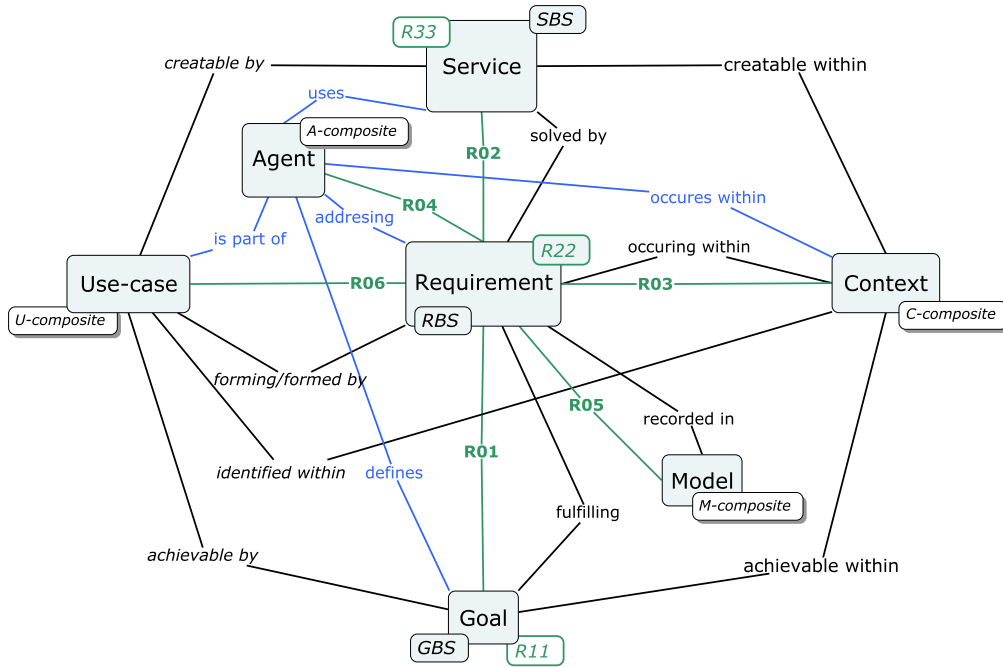 SBS
R33
Service
creatable by
creatable within
uses
A-composite
solved by
Agent
R02
R04
occures within
addresing
is part of
R22
occuring within
Use-case
R06
Requirement
R03
Context
U-composite
RBS
C-composite
forming/formed by
R05
recorded in
R01
identified within
defines
Model
M-composite
fulfilling
achievable by
achievable within
Goal
GBS
R11